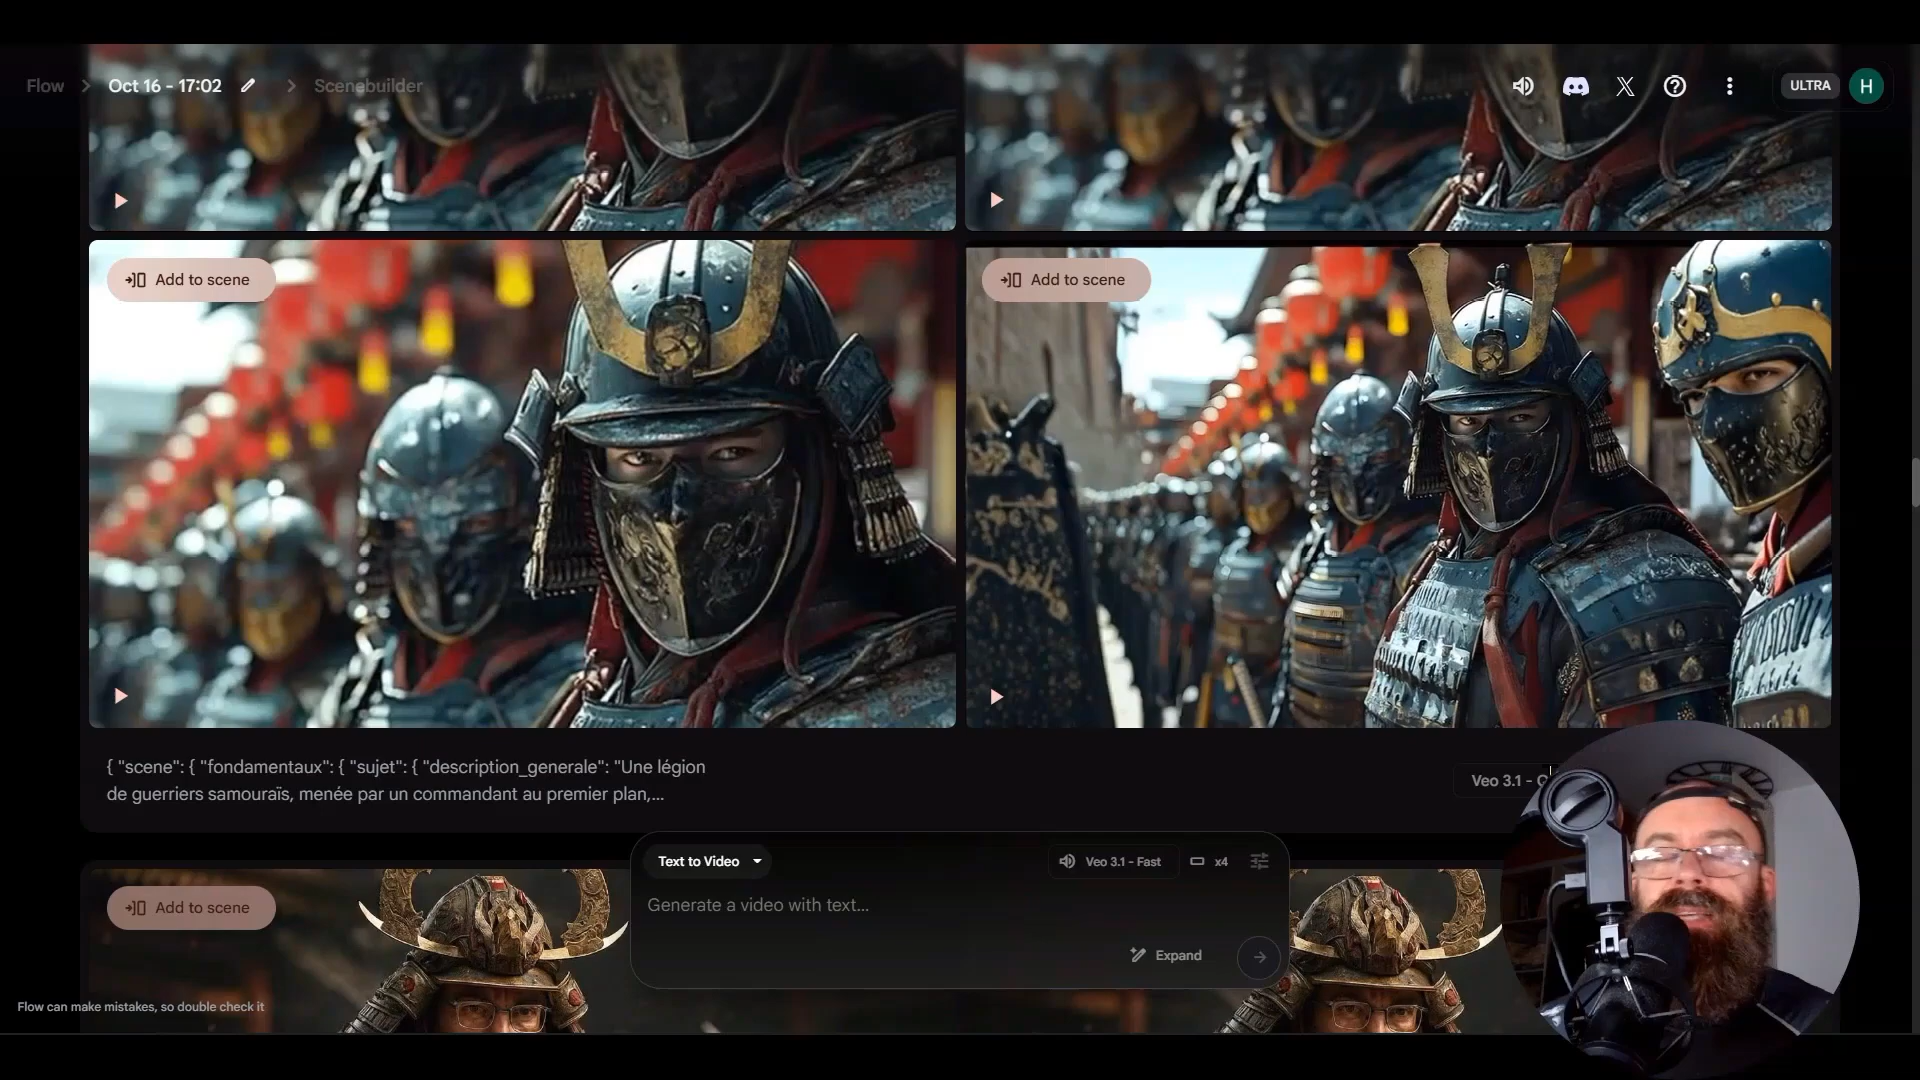 Flow
Oct 16 - 17:02
Scenebuilder
ULTRA
H
Add to scene
Add to scene
{ "scene": { "fondamentaux": { "sujet": { "description_generale": "Une légion
de guerriers samouraïs, menée par un commandant au premier plan,...
Veo 3.1 -
Text to Video
Veo 3.1 - Fast
x4
Generate a video with text...
Add to scene
Expand
Flow can make mistakes, so double check it